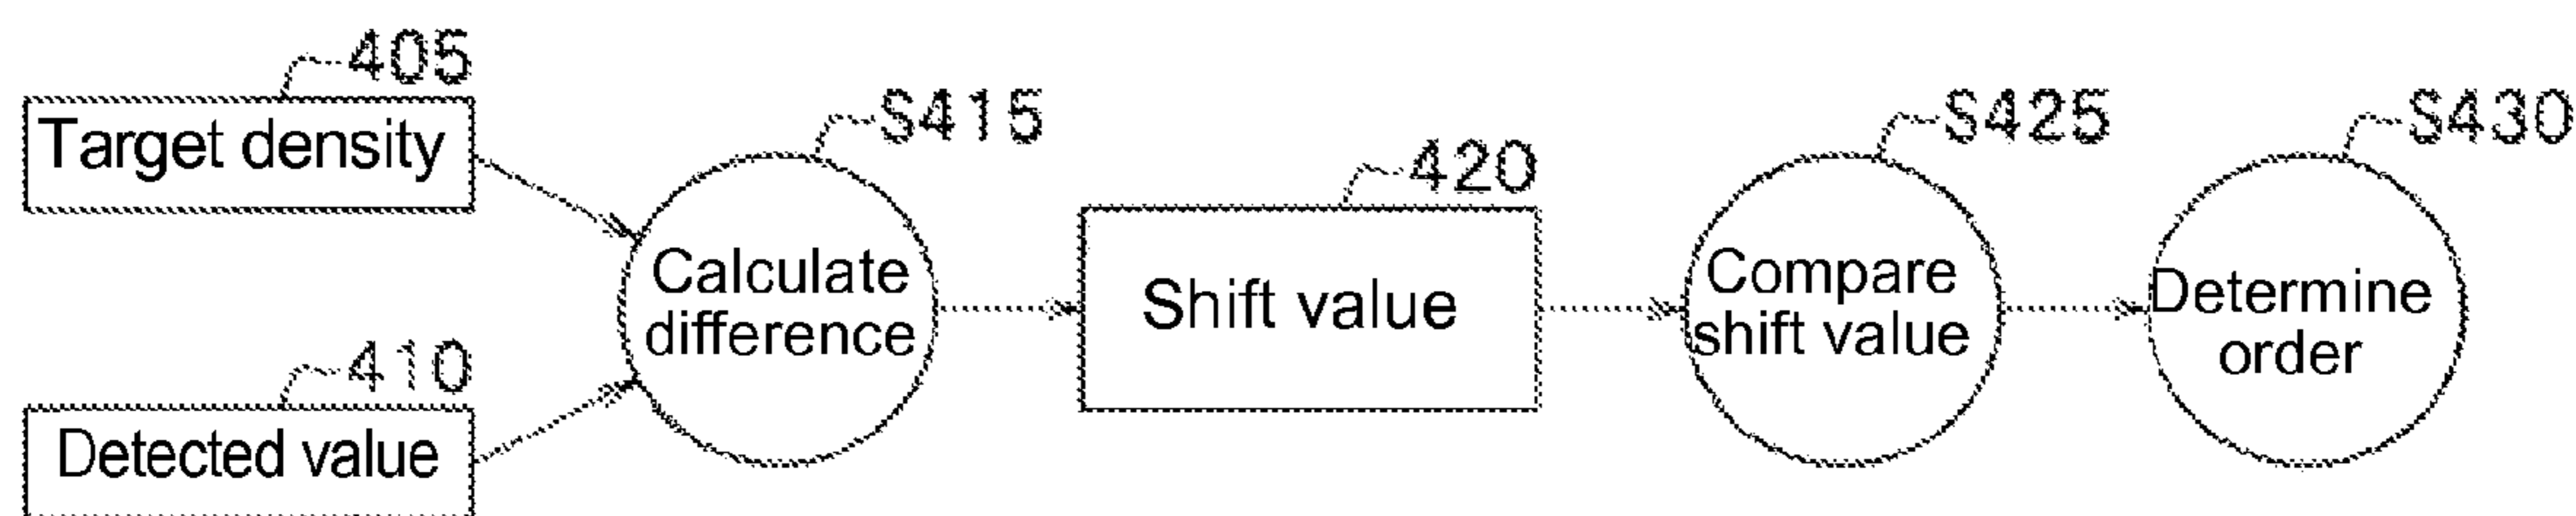 405
Target density
S415
Calculate
difference
410
Detected value
420
Shift value
S425
Compare
shift value
S430
Determine
order